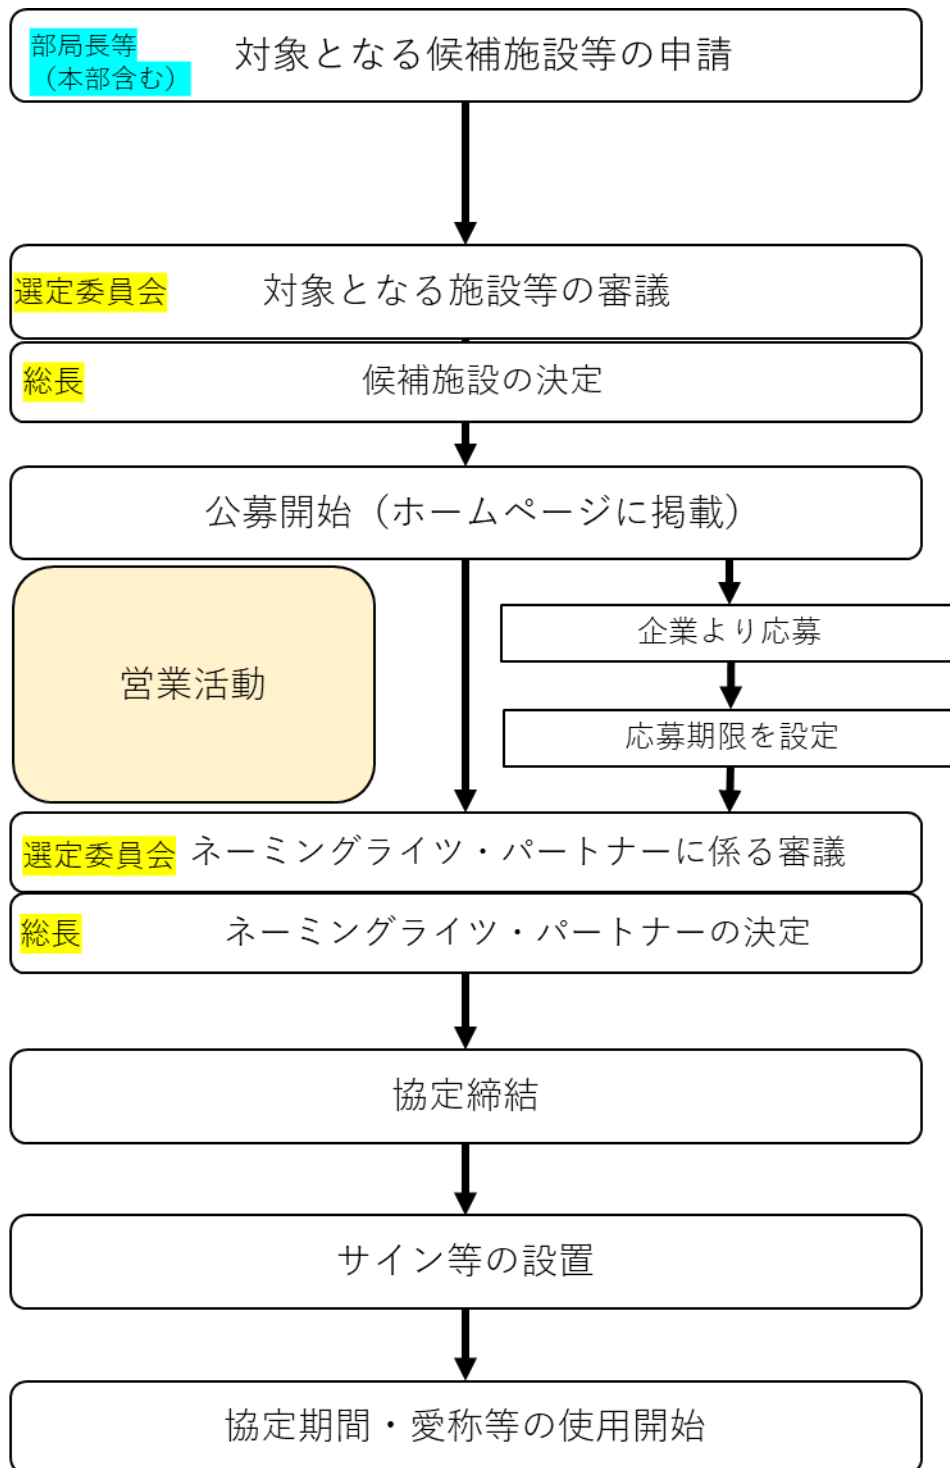 部局長等
（本部含む）
対象となる候補施設等の申請
選定委員会
対象となる施設等の審議
総長
候補施設の決定
公募開始（ホームページに掲載）
営業活動
企業より応募
応募期限を設定
選定委員会
ネーミングライツ・パートナーに係る審議
総長
ネーミングライツ・パートナーの決定
協定締結
サイン等の設置
協定期間・愛称等の使用開始